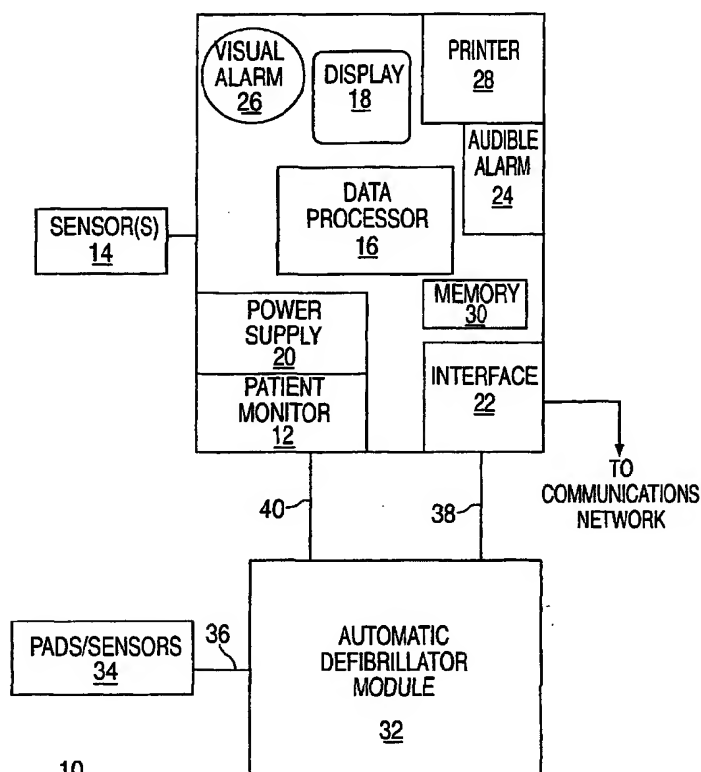 VISUAL
ALARM
26
DISPLAY
18
PRINTER
28
AUDIBLE
ALARM
24
DATA
PROCESSOR
16
SENSOR(S)
14
MEMORY
30
POWER
SUPPLY
20
PATIENT
MONITOR
12
INTERFACE
22
TO
COMMUNICATIONS
NETWORK
40
38
PADS/SENSORS
34
36
AUTOMATIC
DEFIBRILLATOR
MODULE
32
10